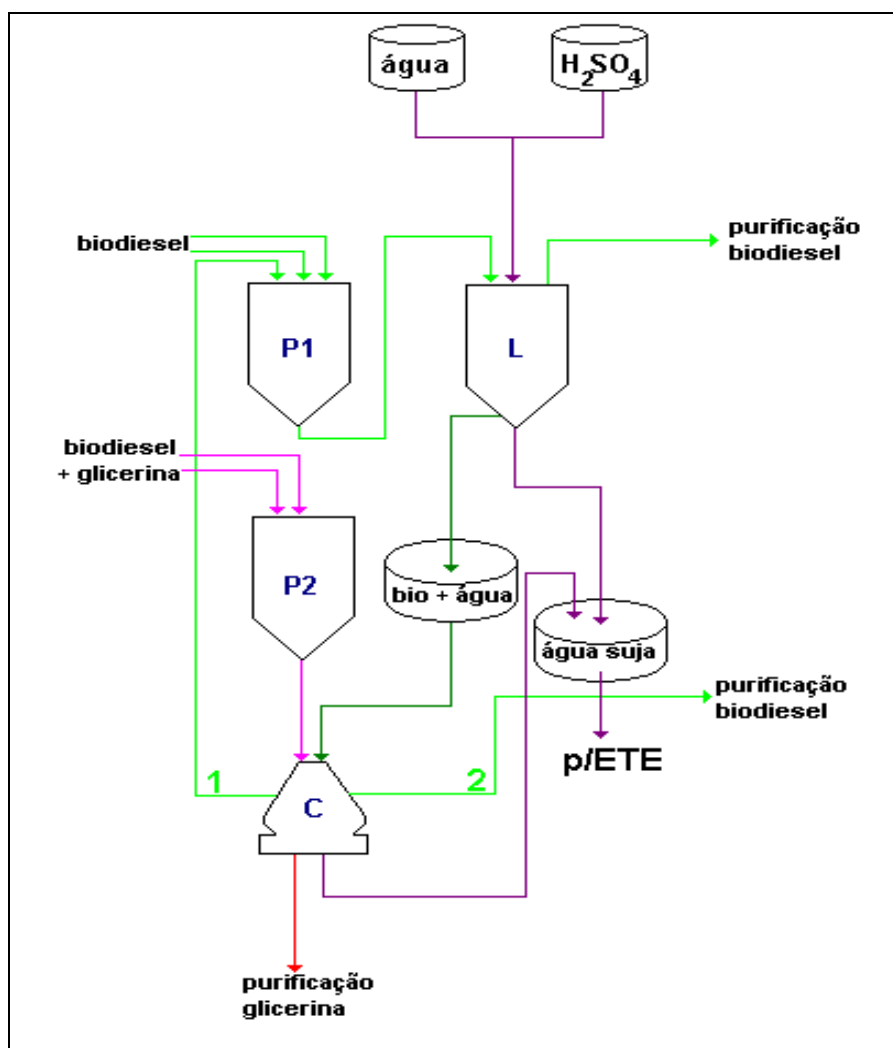 água
H₂SO₄
biodiesel
purificação
biodiesel
P1
L
biodiesel
+ glicerina
P2
bio + água
água suja
purificação
biodiesel
p/ETE
1
2
C
purificação
glicerina